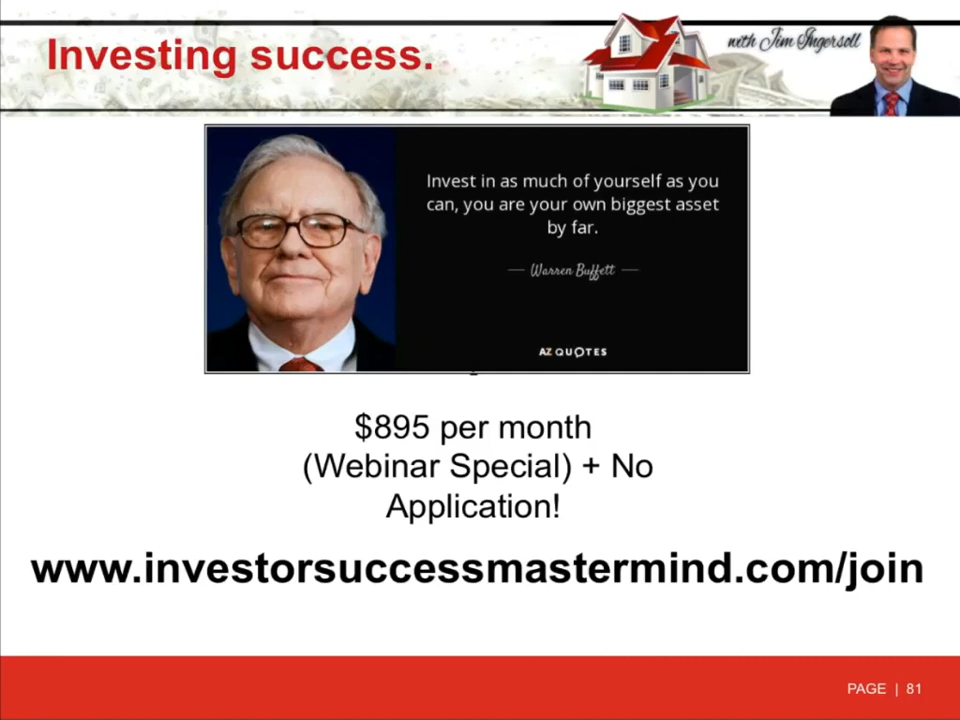 Investing success.
with Jim Ingersoll
Invest in as much of yourself as you
can, you are your own biggest asset
by far.
— Warren Buffett —
AZ QUOTES
$895 per month
(Webinar Special) + No
Application!
www.investorsuccessmastermind.com/join
PAGE | 81